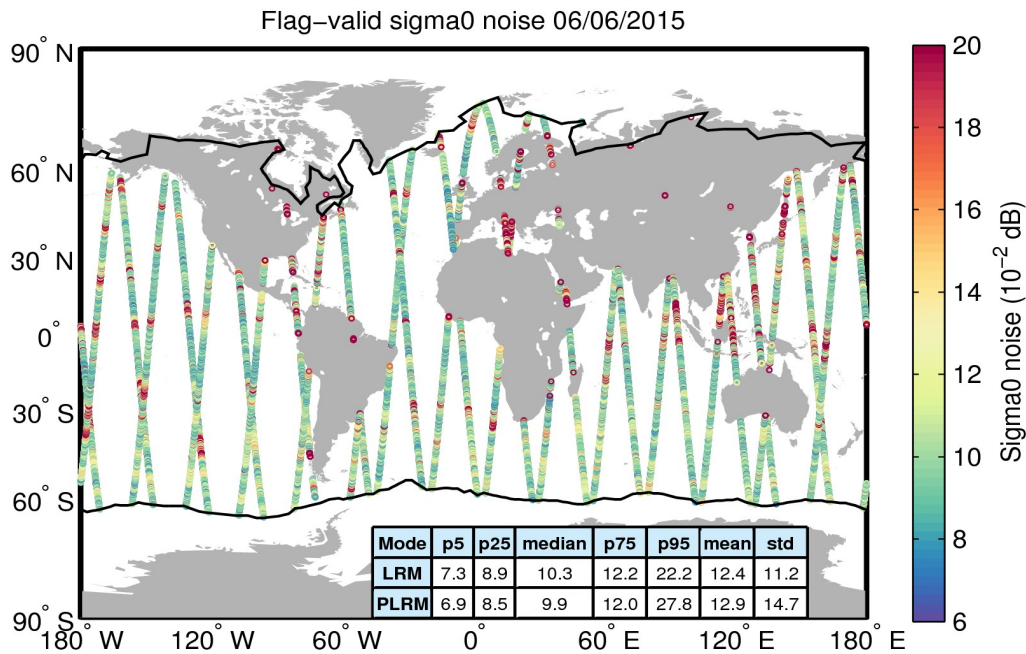 Flag−valid sigma0 noise 06/06/2015
90° N
60° N
30° N
0°
30° S
60° S
90° S
180° W
120° W
60° W
0°
60° E
120° E
180° E
Mode p5 p25 median p75 p95 mean std
LRM 7.3 8.9 10.3 12.2 22.2 12.4 11.2
PLRM 6.9 8.5 9.9 12.0 27.8 12.9 14.7
20
18
16
14
12
10
8
6
Sigma0 noise (10⁻² dB)